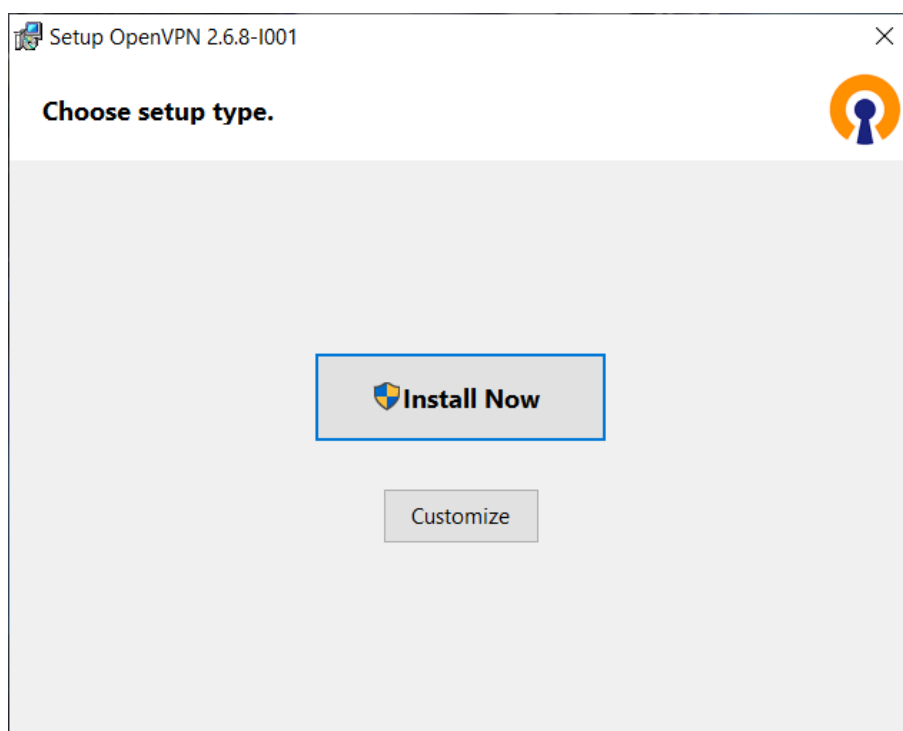 Setup OpenVPN 2.6.8-I001
Choose setup type.
Install Now
Customize